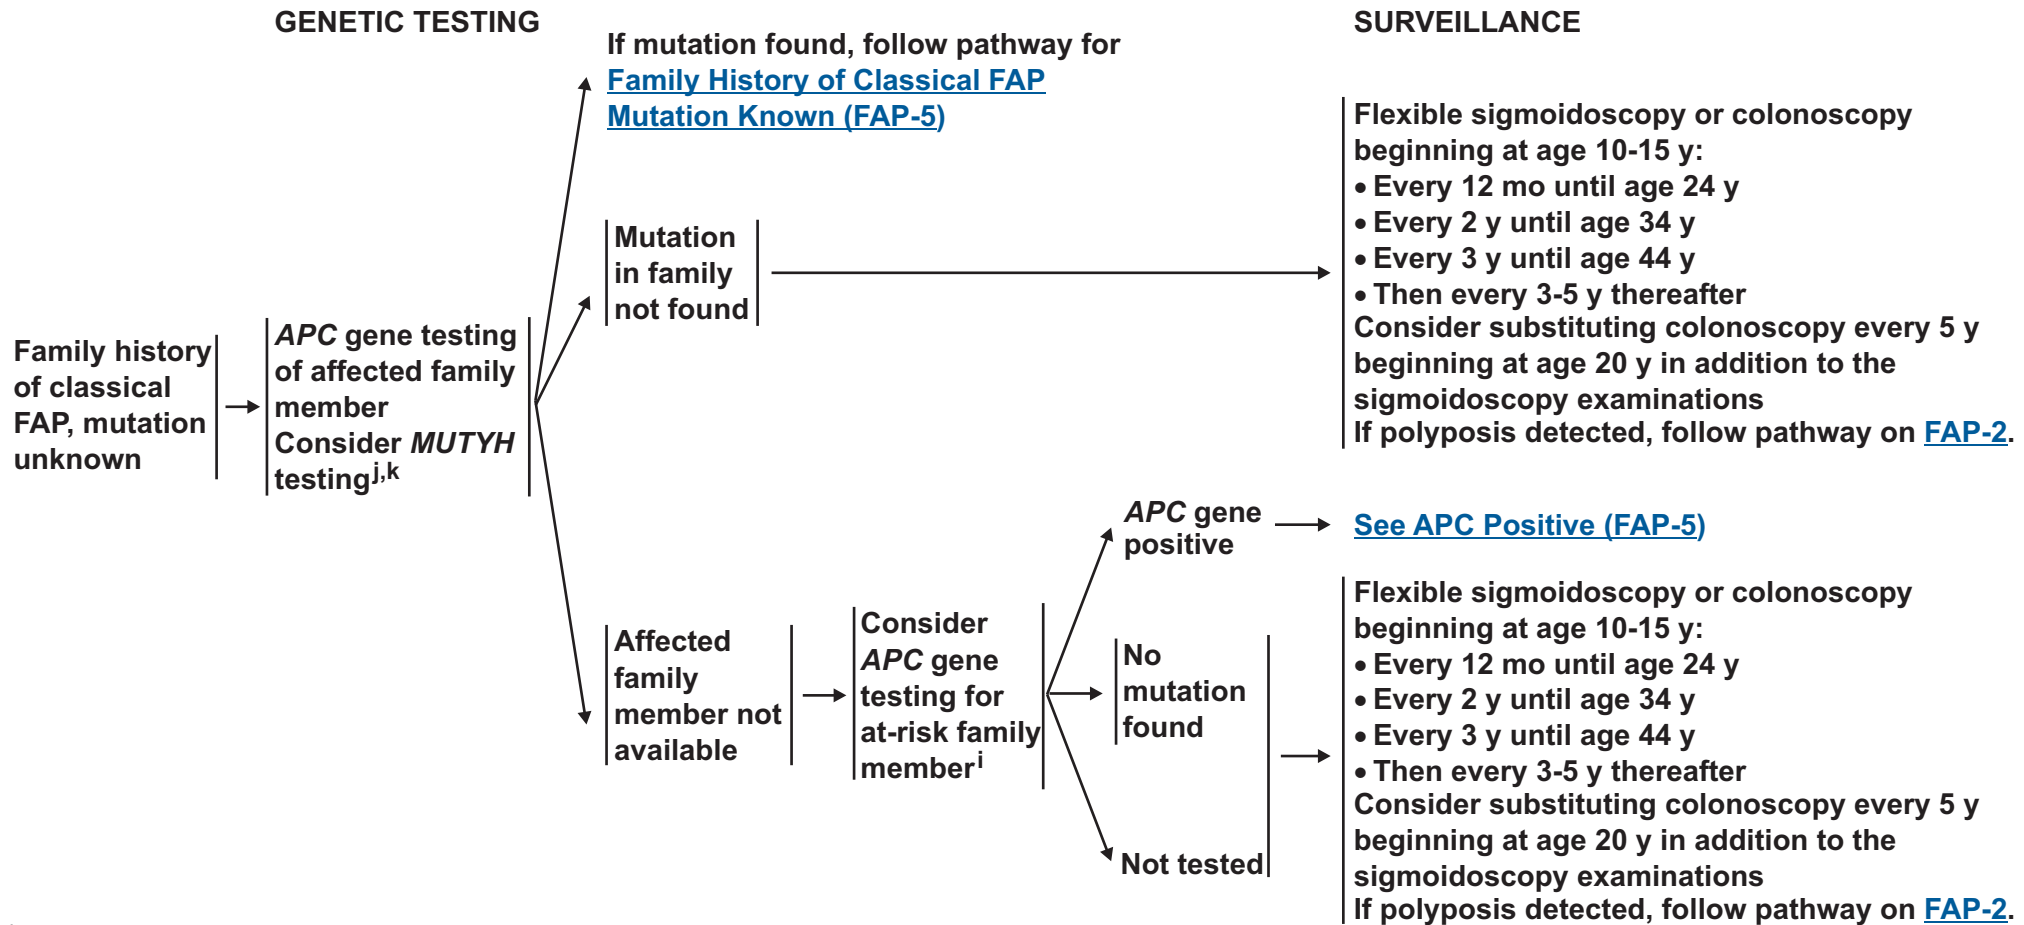 GENETIC TESTING
SURVEILLANCE
If mutation found, follow pathway for
Family History of Classical FAP
Mutation Known (FAP-5)
Family history
of classical
FAP, mutation
unknown
APC gene testing
of affected family
member
Consider MUTYH
testing j,k
Mutation
in family
not found
Flexible sigmoidoscopy or colonoscopy
beginning at age 10-15 y:
• Every 12 mo until age 24 y
• Every 2 y until age 34 y
• Every 3 y until age 44 y
• Then every 3-5 y thereafter
Consider substituting colonoscopy every 5 y
beginning at age 20 y in addition to the
sigmoidoscopy examinations
If polyposis detected, follow pathway on FAP-2.
Affected
family
member not
available
Consider
APC gene
testing for
at-risk family
member i
APC gene
positive
See APC Positive (FAP-5)
No
mutation
found
Not tested
Flexible sigmoidoscopy or colonoscopy
beginning at age 10-15 y:
• Every 12 mo until age 24 y
• Every 2 y until age 34 y
• Every 3 y until age 44 y
• Then every 3-5 y thereafter
Consider substituting colonoscopy every 5 y
beginning at age 20 y in addition to the
sigmoidoscopy examinations
If polyposis detected, follow pathway on FAP-2.